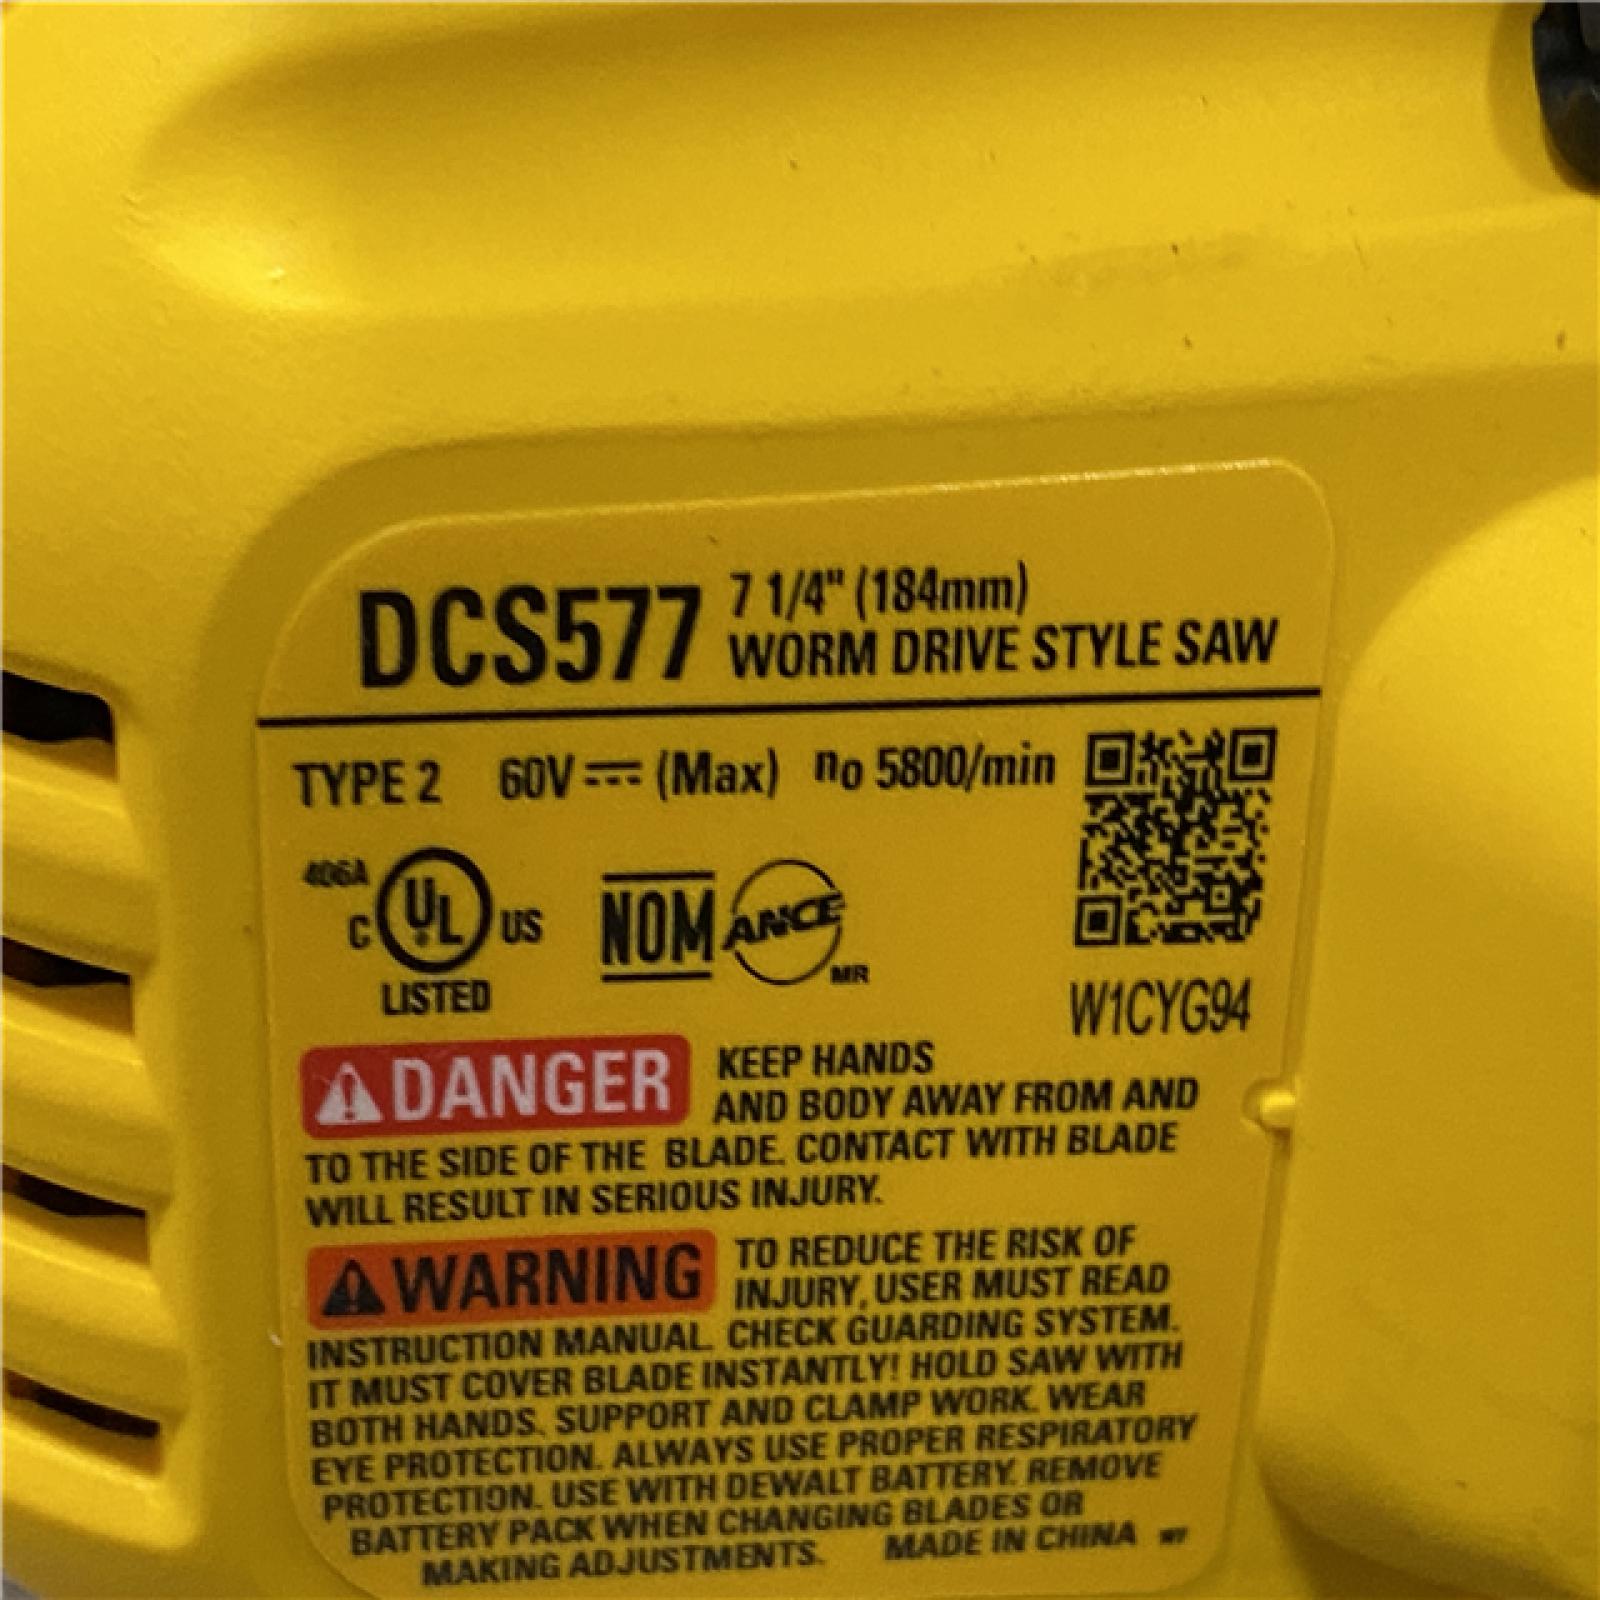 DCS577 7 1/4" (184mm)
WORM DRIVE STYLE SAW
TYPE 2 60V⎓ (Max) no 5800/min
406A
C UL US
LISTED
NOM ANCE MR
W1CYG94
⚠DANGER KEEP HANDS
AND BODY AWAY FROM AND
TO THE SIDE OF THE BLADE. CONTACT WITH BLADE
WILL RESULT IN SERIOUS INJURY.
⚠WARNING TO REDUCE THE RISK OF
INJURY, USER MUST READ
INSTRUCTION MANUAL. CHECK GUARDING SYSTEM.
IT MUST COVER BLADE INSTANTLY! HOLD SAW WITH
BOTH HANDS. SUPPORT AND CLAMP WORK. WEAR
EYE PROTECTION. ALWAYS USE PROPER RESPIRATORY
PROTECTION. USE WITH DEWALT BATTERY. REMOVE
BATTERY PACK WHEN CHANGING BLADES OR
MAKING ADJUSTMENTS. MADE IN CHINA